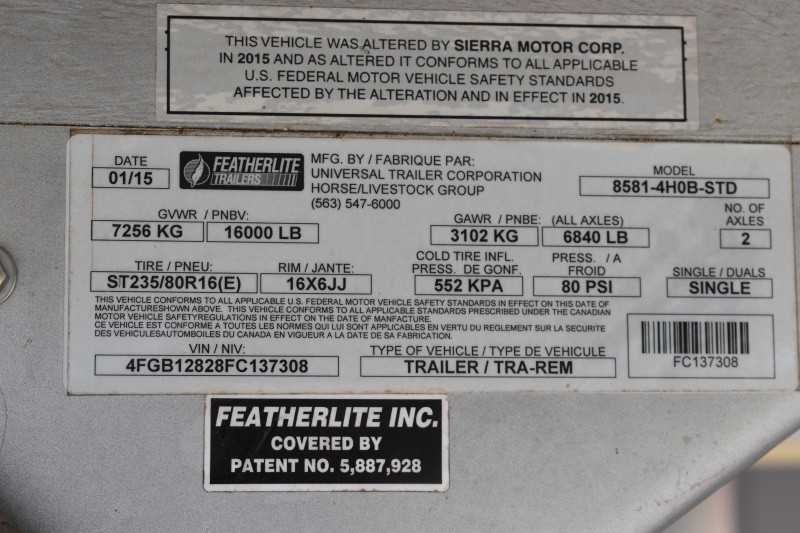 THIS VEHICLE WAS ALTERED BY SIERRA MOTOR CORP.
IN 2015 AND AS ALTERED IT CONFORMS TO ALL APPLICABLE
U.S. FEDERAL MOTOR VEHICLE SAFETY STANDARDS
AFFECTED BY THE ALTERATION AND IN EFFECT IN 2015.
DATE
01/15
FEATHERLITE
TRAILERS
MFG. BY / FABRIQUE PAR:
UNIVERSAL TRAILER CORPORATION
HORSE/LIVESTOCK GROUP
(563) 547-6000
MODEL
8581-4H0B-STD
GVWR / PNBV:
7256 KG 16000 LB
GAWR / PNBE: (ALL AXLES)
3102 KG 6840 LB
NO. OF
AXLES
2
TIRE / PNEU: RIM / JANTE:
ST235/80R16(E) 16X6JJ
COLD TIRE INFL. PRESS. / A
PRESS. DE GONF. FROID
552 KPA 80 PSI
SINGLE / DUALS
SINGLE
THIS VEHICLE CONFORMS TO ALL APPLICABLE U.S. FEDERAL MOTOR VEHICLE SAFETY STANDARDS IN EFFECT ON THIS DATE OF
MANUFACTURESHOWN ABOVE. THIS VEHICLE CONFORMS TO ALL APPLICABLE STANDARDS PRESCRIBED UNDER THE CANADIAN
MOTOR VEHICLE SAFETYREGULATIONS IN EFFECT ON THE DATE OF MANFACTURE.
CE VEHICLE EST CONFORME A TOUTES LES NORMES QUI LUI SONT APPLICABLES EN VERTU DU REGLEMENT SUR LA SECURITE
DES VEHICULESAUTOMBOILES DU CANADA EN VIGUEUR A LA DATE DE SA FABRICATION.
VIN / NIV:
4FGB12828FC137308
TYPE OF VEHICLE / TYPE DE VEHICULE
TRAILER / TRA-REM
FC137308
FEATHERLITE INC.
COVERED BY
PATENT NO. 5,887,928